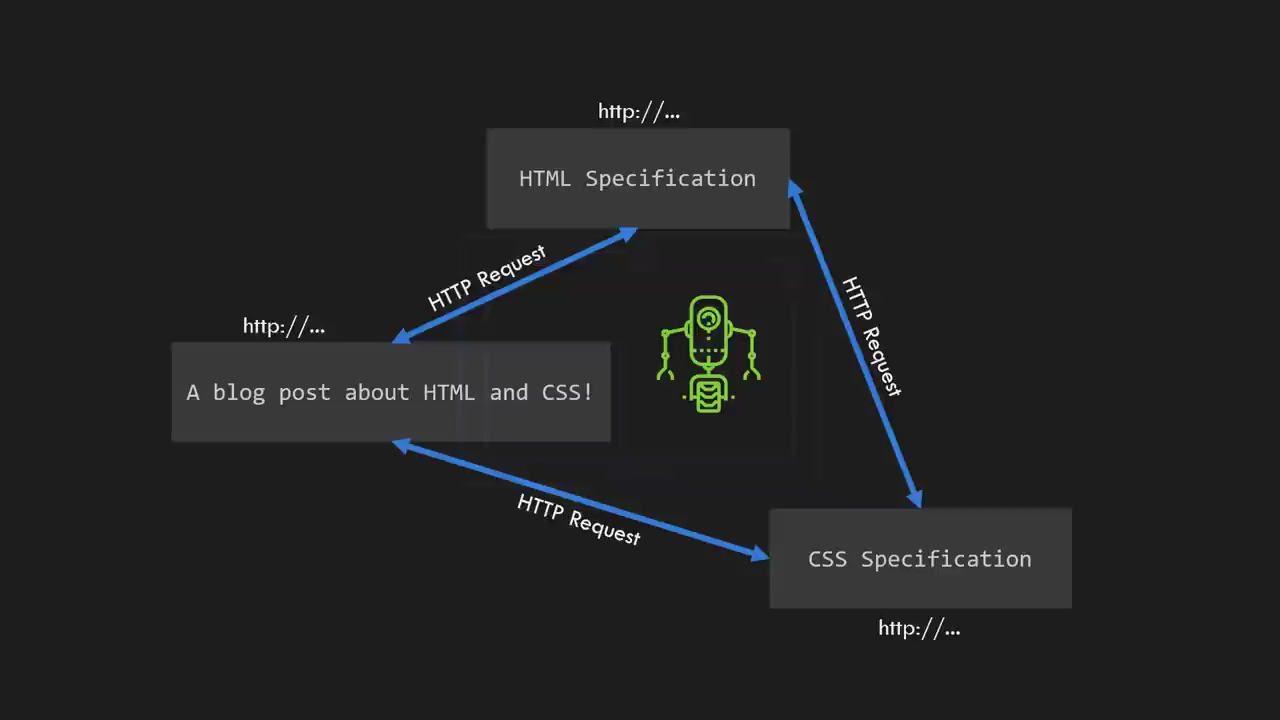 http://...
HTML Specification
HTTP Request
HTTP Request
http://...
A blog post about HTML and CSS!
HTTP Request
CSS Specification
http://...